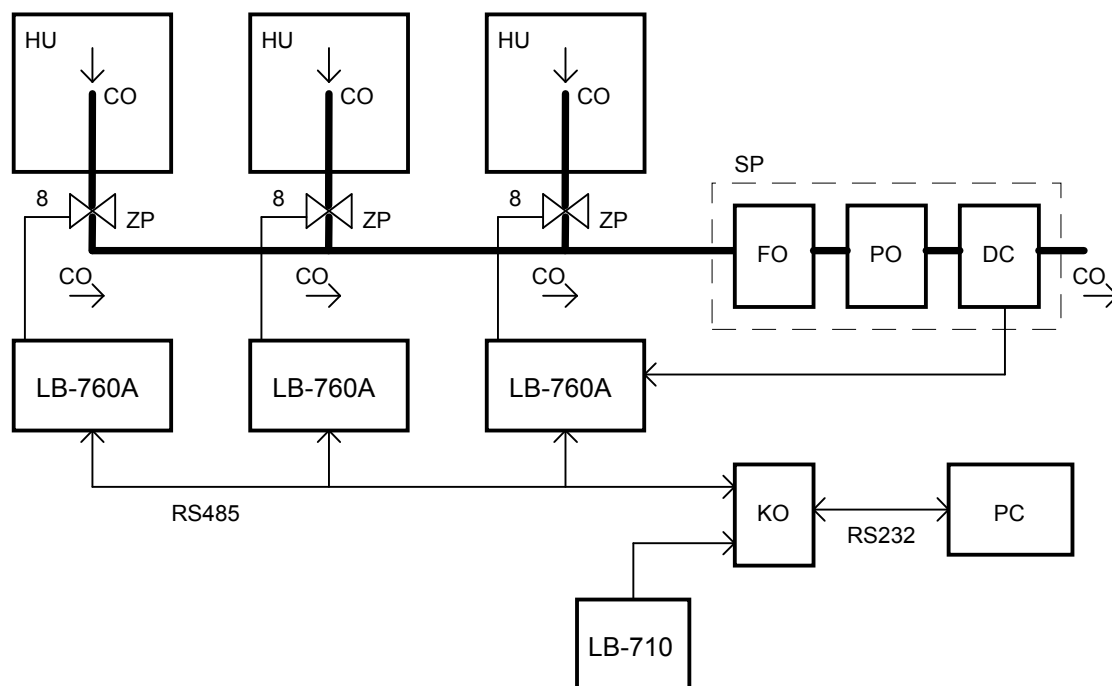 HU HU HU
CO CO CO
8 ZP 8 ZP 8 ZP
SP
FO PO DC
CO CO CO CO
LB-760A LB-760A LB-760A
RS485
KO RS232 PC
LB-710